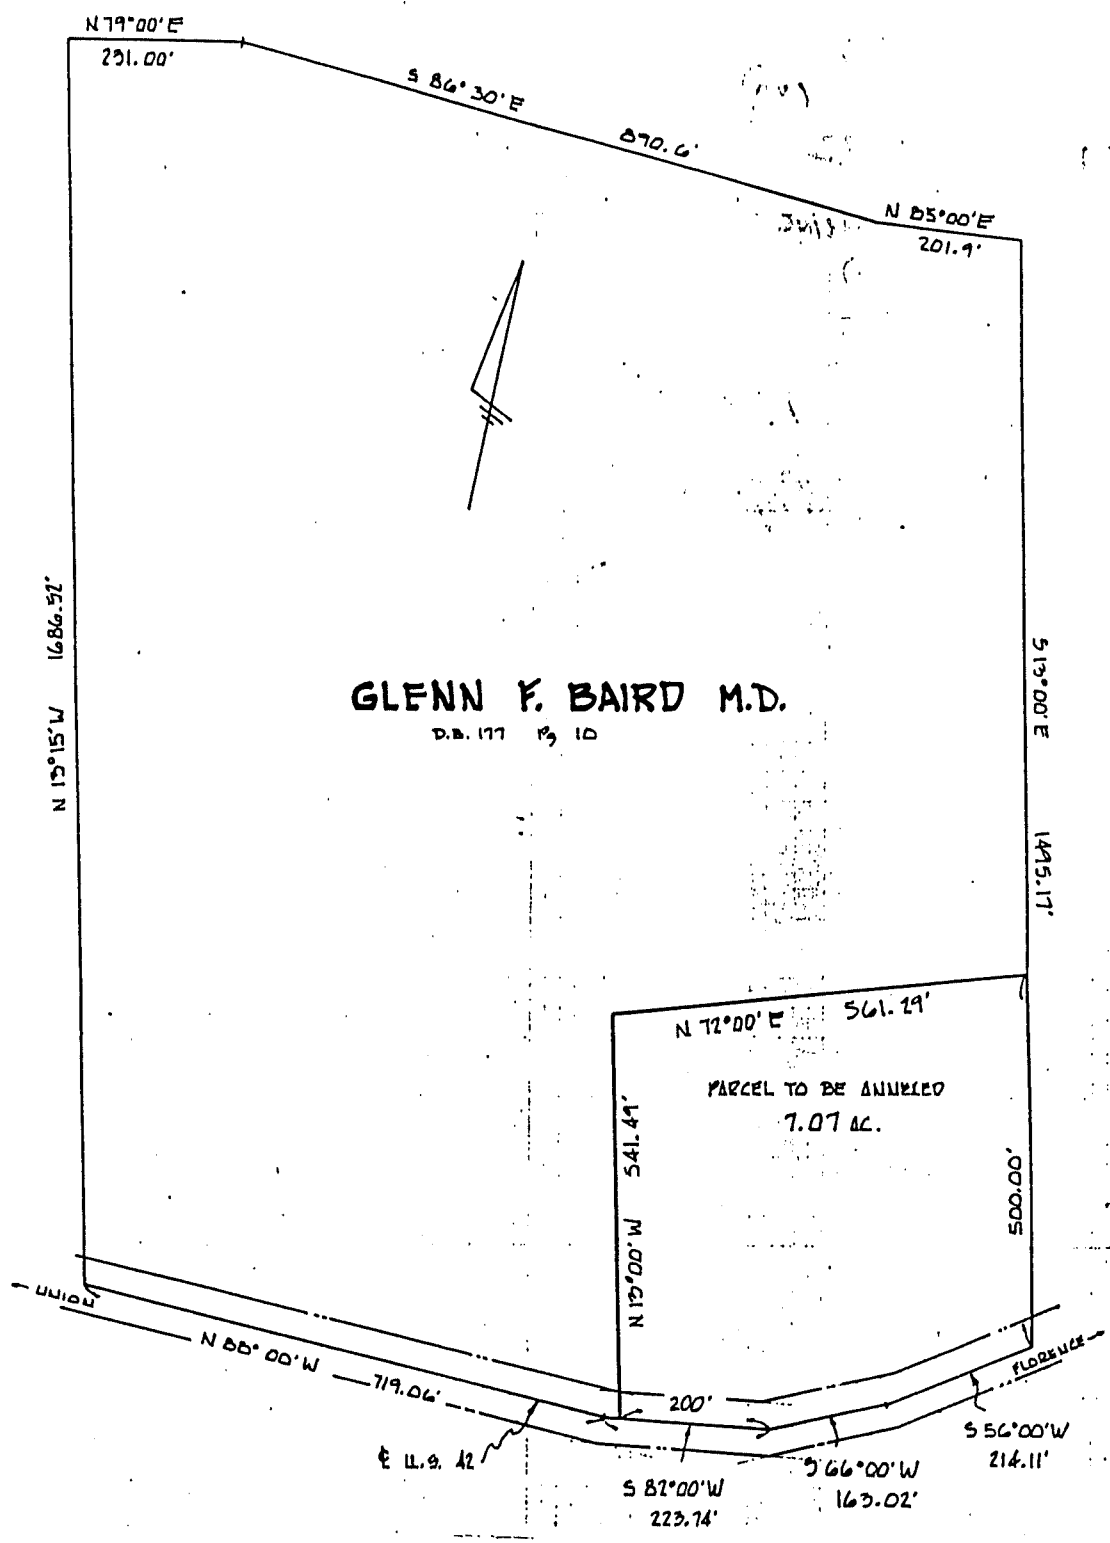 N 79°00' E
231.00'
S 86° 30' E
890.6'
N 85°00' E
201.9'
N 13°15' W 1686.52'
S 13°00' E 1495.17'
GLENN F. BAIRD M.D.
D.B. 177 Pg 10
N 72°00' E 561.29'
PARCEL TO BE ANNEXED
7.07 AC.
N 13°00' W 541.49'
500.00'
UNION
N 88° 00' W 719.06'
FLORENCE
200'
℄ U.S. 42
S 82°00' W
223.74'
S 66°00' W
163.02'
S 56°00' W
214.11'